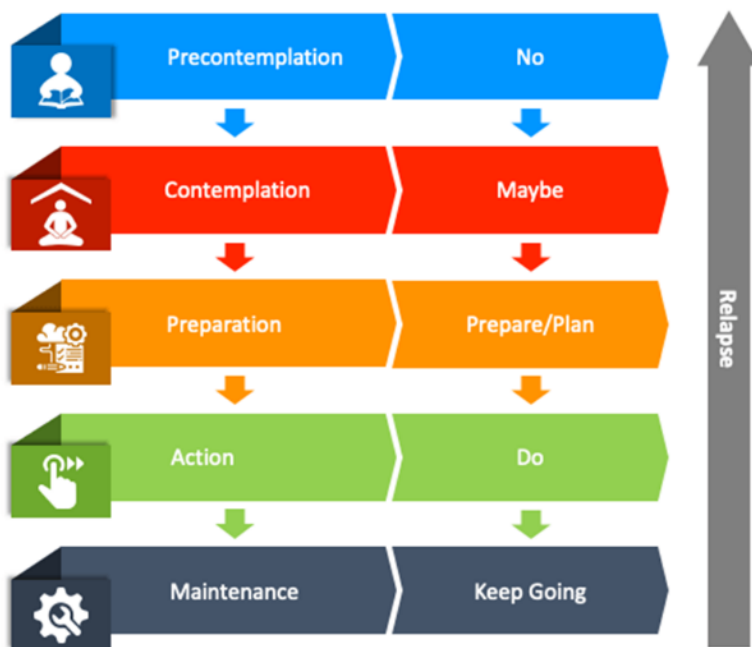 Precontemplation
No
Contemplation
Maybe
Preparation
Prepare/Plan
Action
Do
Maintenance
Keep Going
Relapse